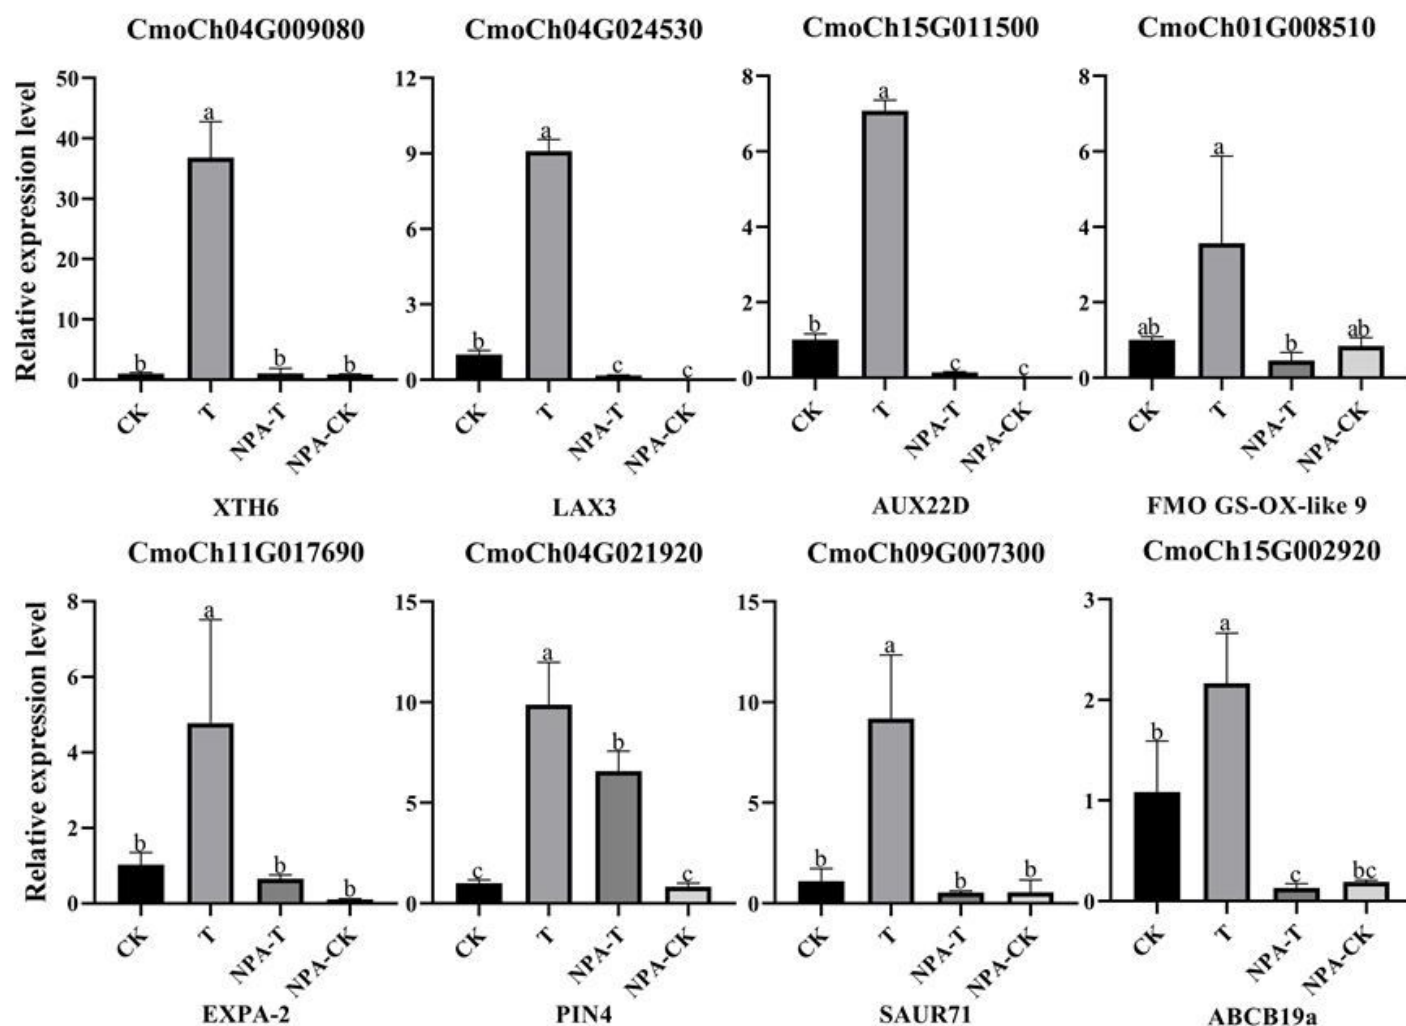 CmoCh04G009080 CmoCh04G024530 CmoCh15G011500 CmoCh01G008510
Relative expression level
50
40
30
20
10
0
a
b
b
b
CK
T
NPA-T
NPA-CK
XTH6
12
9
6
3
0
a
b
c
c
CK
T
NPA-T
NPA-CK
LAX3
8
6
4
2
0
a
b
c
c
CK
T
NPA-T
NPA-CK
AUX22D
8
6
4
2
0
a
ab
b
ab
CK
T
NPA-T
NPA-CK
FMO GS-OX-like 9
CmoCh11G017690 CmoCh04G021920 CmoCh09G007300 CmoCh15G002920
Relative expression level
8
6
4
2
0
a
b
b
b
CK
T
NPA-T
NPA-CK
EXPA-2
15
10
5
0
a
b
c
c
CK
T
NPA-T
NPA-CK
PIN4
15
10
5
0
a
b
b
b
CK
T
NPA-T
NPA-CK
SAUR71
3
2
1
0
a
b
c
bc
CK
T
NPA-T
NPA-CK
ABCB19a